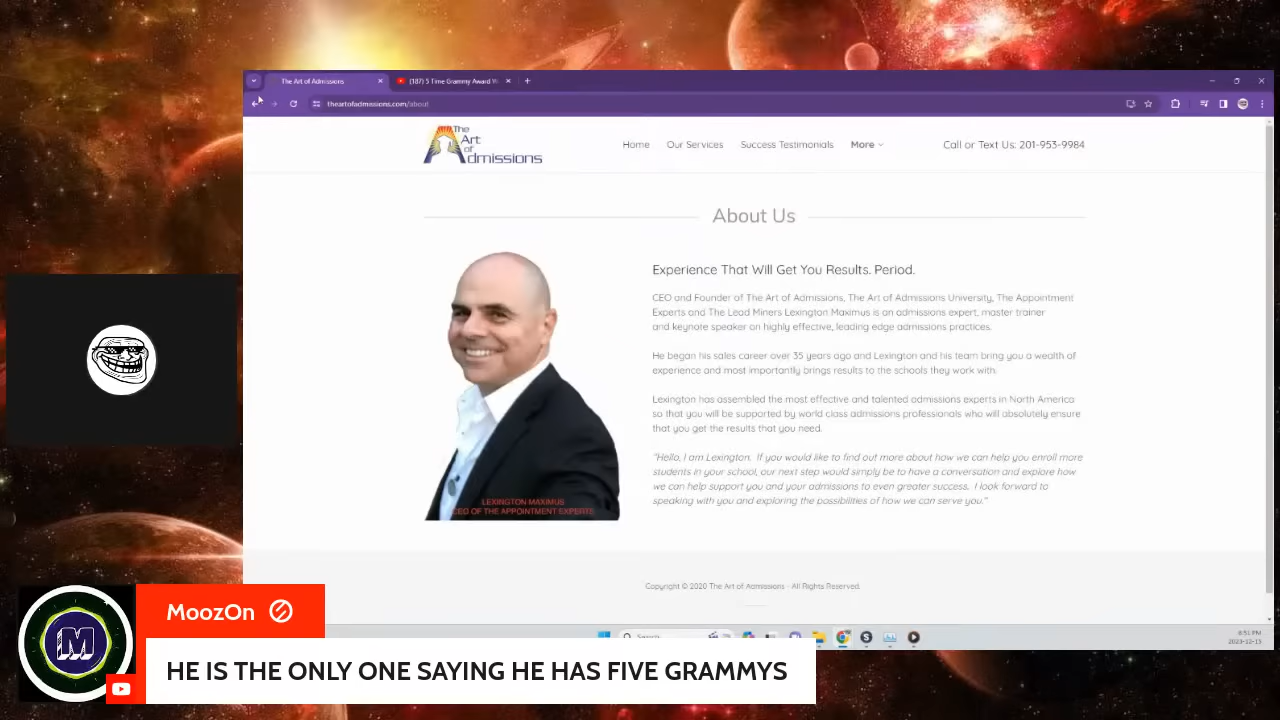 The Art of Admissions
(187) 5 Time Grammy Award W
theartofadmissions.com/about
The
Art
of
Admissions
Home
Our Services
Success Testimonials
More
Call or Text Us: 201-953-9984
About Us
Experience That Will Get You Results. Period.
CEO and Founder of The Art of Admissions, The Art of Admissions University, The Appointment
Experts and The Lead Miners Lexington Maximus is an admissions expert, master trainer
and keynote speaker on highly effective, leading edge admissions practices.
He began his sales career over 35 years ago and Lexington and his team bring you a wealth of
experience and most importantly brings results to the schools they work with.
Lexington has assembled the most effective and talented admissions experts in North America
so that you will be supported by world class admissions professionals who will absolutely ensure
that you get the results that you need.
"Hello, I am Lexington. If you would like to find out more about how we can help you enroll more
students in your school, our next step would simply be to have a conversation and explore how
we can help support you and your admissions to even greater success. I look forward to
speaking with you and exploring the possibilities of how we can serve you."
LEXINGTON MAXIMUS
CEO OF THE APPOINTMENT EXPERTS
Copyright © 2020 The Art of Admissions - All Rights Reserved.
Search
8:51 PM
2023-12-15
M
MoozOn
HE IS THE ONLY ONE SAYING HE HAS FIVE GRAMMYS